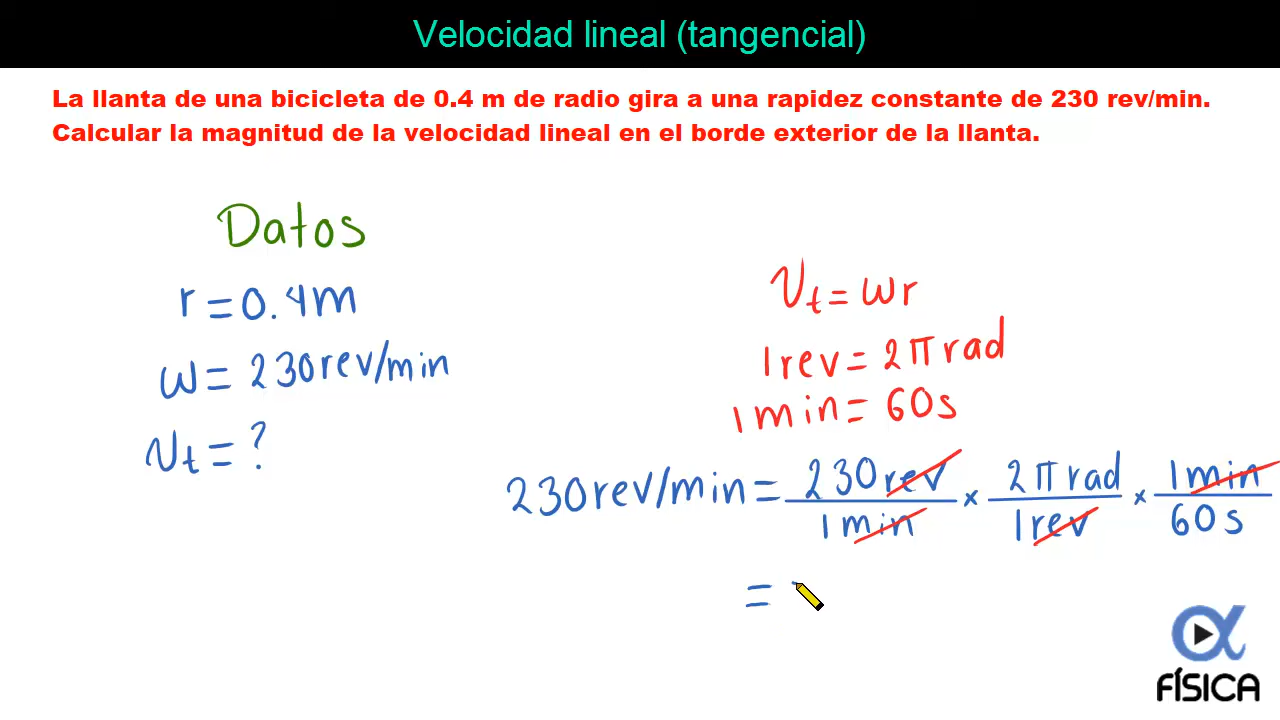 Velocidad lineal (tangencial)
La llanta de una bicicleta de 0.4 m de radio gira a una rapidez constante de 230 rev/min.
Calcular la magnitud de la velocidad lineal en el borde exterior de la llanta.
Datos
r = 0.4m
w = 230rev/min
vt = ?
vt = wr
1rev = 2π rad
1min = 60s
230rev/min = 230rev/1min × 2π rad/1rev × 1min/60s
=
FÍSICA